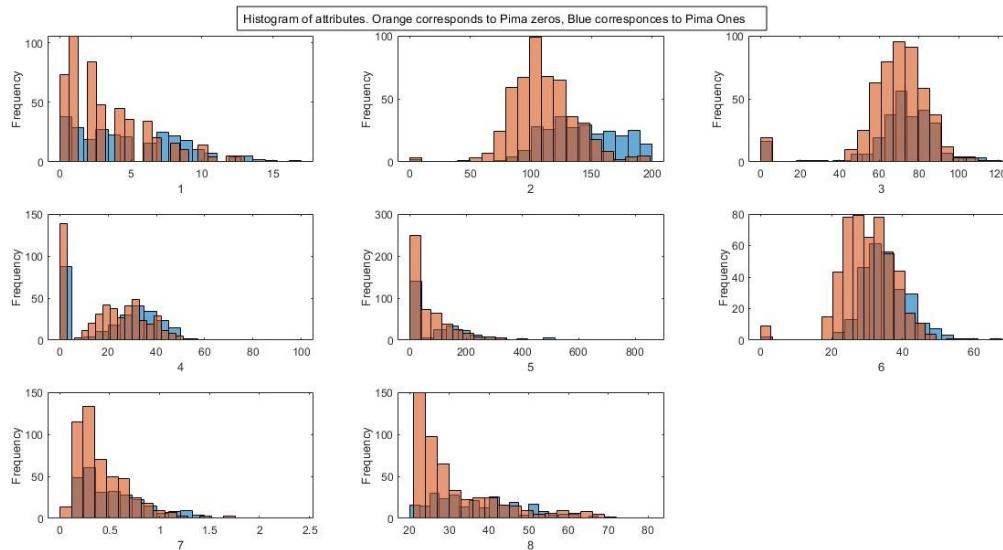 Histogram of attributes. Orange corresponds to Pima zeros, Blue corresponces to Pima Ones
100
50
0
Frequency
0 5 10 15
1
100
50
0
Frequency
0 50 100 150 200
2
100
50
0
Frequency
0 20 40 60 80 100 120
3
150
100
50
0
Frequency
0 20 40 60 80 100
4
300
200
100
0
Frequency
0 200 400 600 800
5
80
60
40
20
0
Frequency
0 20 40 60
6
150
100
50
0
Frequency
0 0.5 1 1.5 2 2.5
7
150
100
50
0
Frequency
20 30 40 50 60 70 80
8